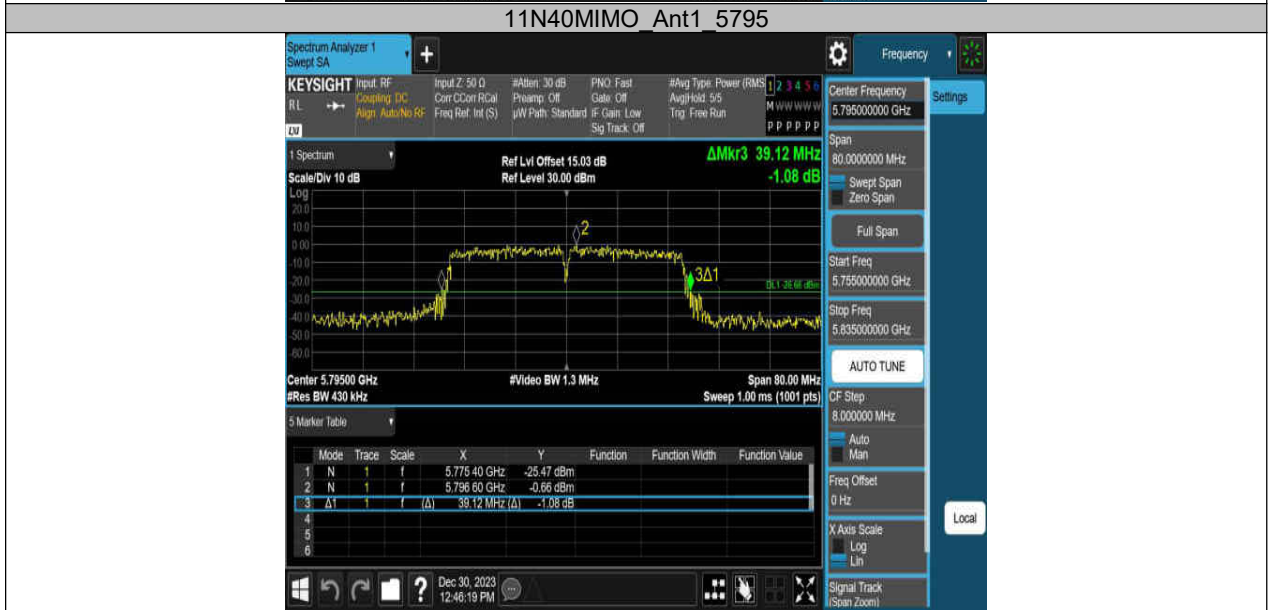 11N40MIMO_Ant1_5795
Spectrum Analyzer 1
Swept SA
+
Frequency
KEYSIGHT
RL
Input: RF
Coupling: DC
Align: Auto/No RF
Input Z: 50 Ω
Corr CCorr RCal
Freq Ref: Int (S)
#Atten: 30 dB
Preamp: Off
µW Path: Standard
PNO: Fast
Gate: Off
IF Gain: Low
Sig Track: Off
#Avg Type: Power (RMS
Avg|Hold: 5/5
Trig: Free Run
1 2 3 4 5 6
M W W W W W
P P P P P P
LXI
1 Spectrum
Scale/Div 10 dB
Ref Lvl Offset 15.03 dB
Ref Level 30.00 dBm
ΔMkr3 39.12 MHz
-1.08 dB
Log
20.0
10.0
0.00
-10.0
-20.0
-30.0
-40.0
-50.0
-60.0
2
3Δ1
DL1 -26.66 dBm
Center 5.79500 GHz
#Video BW 1.3 MHz
Span 80.00 MHz
#Res BW 430 kHz
Sweep 1.00 ms (1001 pts)
5 Marker Table
Mode Trace Scale X Y Function Function Width Function Value
1 N 1 f 5.775 40 GHz -25.47 dBm
2 N 1 f 5.796 60 GHz -0.66 dBm
3 Δ1 1 f (Δ) 39.12 MHz (Δ) -1.08 dB
4
5
6
?
Dec 30, 2023
12:46:19 PM
Center Frequency
5.795000000 GHz
Settings
Span
80.0000000 MHz
Swept Span
Zero Span
Full Span
Start Freq
5.755000000 GHz
Stop Freq
5.835000000 GHz
AUTO TUNE
CF Step
8.000000 MHz
Auto
Man
Freq Offset
0 Hz
X Axis Scale
Log
Lin
Local
Signal Track
(Span Zoom)